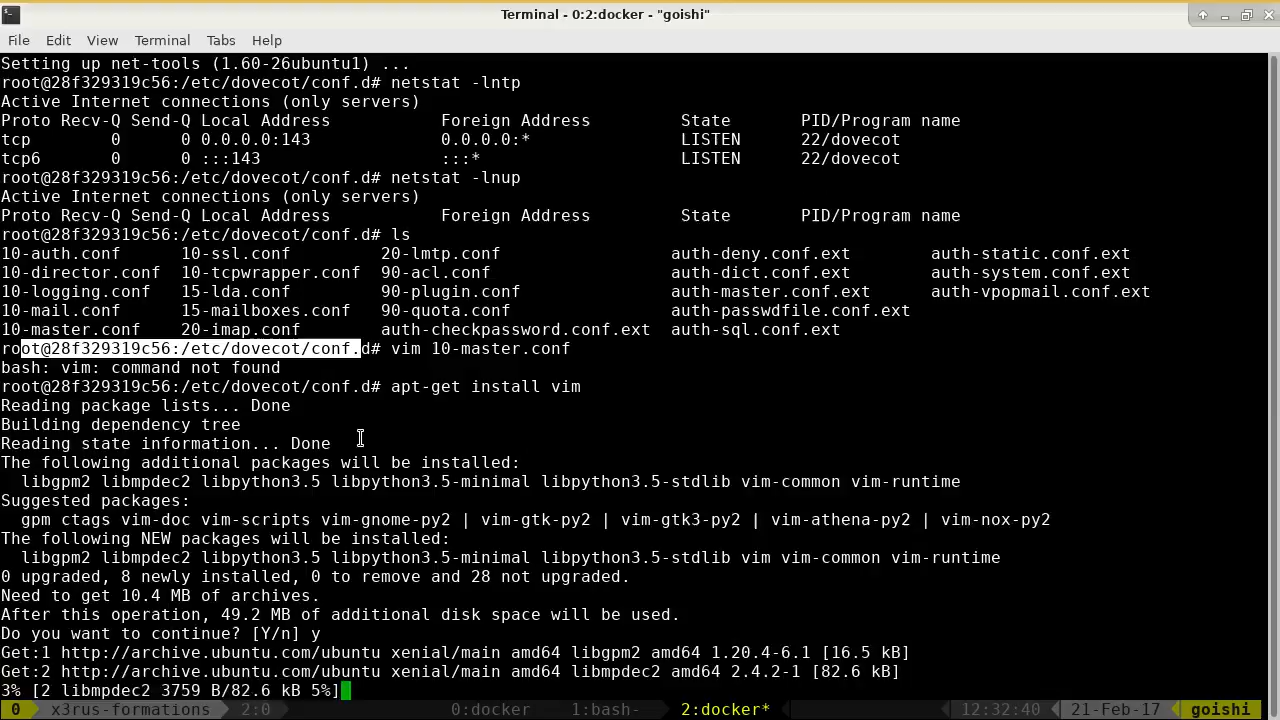 Terminal - 0:2:docker - "goishi"
File Edit View Terminal Tabs Help
Setting up net-tools (1.60-26ubuntu1) ...
root@28f329319c56:/etc/dovecot/conf.d# netstat -lntp
Active Internet connections (only servers)
Proto Recv-Q Send-Q Local Address           Foreign Address         State       PID/Program name
tcp        0      0 0.0.0.0:143             0.0.0.0:*               LISTEN      22/dovecot
tcp6       0      0 :::143                  :::*                    LISTEN      22/dovecot
root@28f329319c56:/etc/dovecot/conf.d# netstat -lnup
Active Internet connections (only servers)
Proto Recv-Q Send-Q Local Address           Foreign Address         State       PID/Program name
root@28f329319c56:/etc/dovecot/conf.d# ls
10-auth.conf      10-ssl.conf         20-lmtp.conf                 auth-deny.conf.ext        auth-static.conf.ext
10-director.conf  10-tcpwrapper.conf  90-acl.conf                  auth-dict.conf.ext        auth-system.conf.ext
10-logging.conf   15-lda.conf         90-plugin.conf               auth-master.conf.ext      auth-vpopmail.conf.ext
10-mail.conf      15-mailboxes.conf   90-quota.conf                auth-passwdfile.conf.ext
10-master.conf    20-imap.conf        auth-checkpassword.conf.ext  auth-sql.conf.ext
root@28f329319c56:/etc/dovecot/conf.d# vim 10-master.conf
bash: vim: command not found
root@28f329319c56:/etc/dovecot/conf.d# apt-get install vim
Reading package lists... Done
Building dependency tree
Reading state information... Done
The following additional packages will be installed:
  libgpm2 libmpdec2 libpython3.5 libpython3.5-minimal libpython3.5-stdlib vim-common vim-runtime
Suggested packages:
  gpm ctags vim-doc vim-scripts vim-gnome-py2 | vim-gtk-py2 | vim-gtk3-py2 | vim-athena-py2 | vim-nox-py2
The following NEW packages will be installed:
  libgpm2 libmpdec2 libpython3.5 libpython3.5-minimal libpython3.5-stdlib vim vim-common vim-runtime
0 upgraded, 8 newly installed, 0 to remove and 28 not upgraded.
Need to get 10.4 MB of archives.
After this operation, 49.2 MB of additional disk space will be used.
Do you want to continue? [Y/n] y
Get:1 http://archive.ubuntu.com/ubuntu xenial/main amd64 libgpm2 amd64 1.20.4-6.1 [16.5 kB]
Get:2 http://archive.ubuntu.com/ubuntu xenial/main amd64 libmpdec2 amd64 2.4.2-1 [82.6 kB]
3% [2 libmpdec2 3759 B/82.6 kB 5%]
0 x3rus-formations 2:0 0:docker 1:bash- 2:docker* 12:32:40 21-Feb-17 goishi